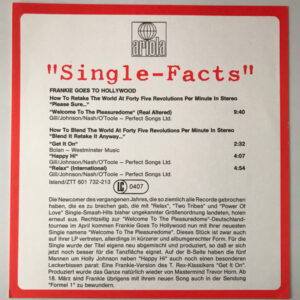 ariola
"Single-Facts"
FRANKIE GOES TO HOLLYWOOD
How To Retake The World At Forty Five Revolutions Per Minute In Stereo
"Please Sure..."
"Welcome To The Pleasuredome" (Real Altered) 9:40
Gill/Johnson/Nash/O'Toole – Perfect Songs Ltd.
How To Blend The World At Forty Five Revolutions Per Minute In Stereo
"Blend It Retake It Anyway..."
"Get It On" 2:32
Bolan – Westminster Music
"Happy Hi" 4:07
Gill/Johnson/Nash/O'Toole – Perfect Songs Ltd.
"Relax" (International) 4:54
Gill/Johnson/Nash/O'Toole – Perfect Songs Ltd.
Island/ZTT 601 732-213 LC 0407
Die Newcomer des vergangenen Jahres, die so ziemlich alle Rekorde gebrochen
haben, die es zu brechen gab, die mit "Relax", "Two Tribes" und "Power Of
Love" Single-Smash-Hits bisher ungekannter Größenordnung landeten, holen
erneut aus. Rechtzeitig zur "Welcome To The Pleasuredome"-Deutschland-
tournee im April kommen Frankie Goes To Hollywood nun mit ihrer neuesten
Single namens "Welcome To The Pleasuredome". Dieses Stück ist zwar auch
auf ihrer LP vertreten, allerdings in kürzerer und albumgerechter Form. Für die
Single wurde der Titel eigens neu abgemischt und produziert, so daß er sich
jetzt noch besser für die Tanzfläche eignet. Auf der B-Seite haben die fünf
Mannen um Holly Johnson neben "Happy Hi" auch noch einen besonderen
Leckerbissen parat: Eine Frankie-Version des T. Rex-Klassikers "Get It On".
Produziert wurde das Ganze natürlich wieder von Mastermind Trevor Horn. Ab
18. März sind Frankie übrigens mit ihrem neuen Song auch in der Sendung
"Formel 1" zu bewundern.